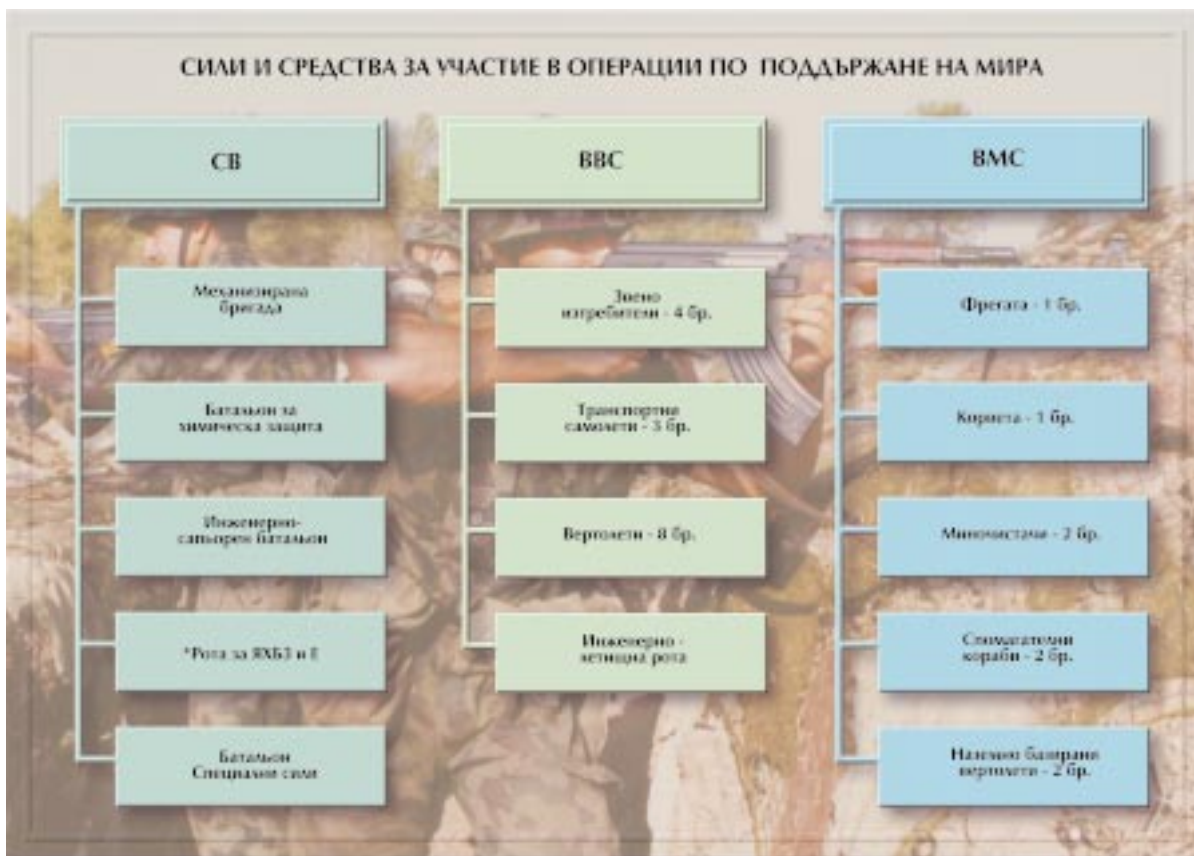 СИЛИ И СРЕДСТВА ЗА УЧАСТИЕ В ОПЕРАЦИИ ПО ПОДДЪРЖАНЕ НА МИРА
СВ
Механизирана
бригада
Батальон за
химическа защита
Инженерно-
сапьорен батальон
*Рота за ЯХБЗ и Е
Батальон
Специални сили
ВВС
Звено
изтребители - 4 бр.
Транспортни
самолети - 3 бр.
Вертолети - 8 бр.
Инженерно -
летищна рота
ВМС
Фрегата - 1 бр.
Корвета - 1 бр.
Миночистачи - 2 бр.
Спомагателни
кораби - 2 бр.
Наземно базирани
вертолети - 2 бр.